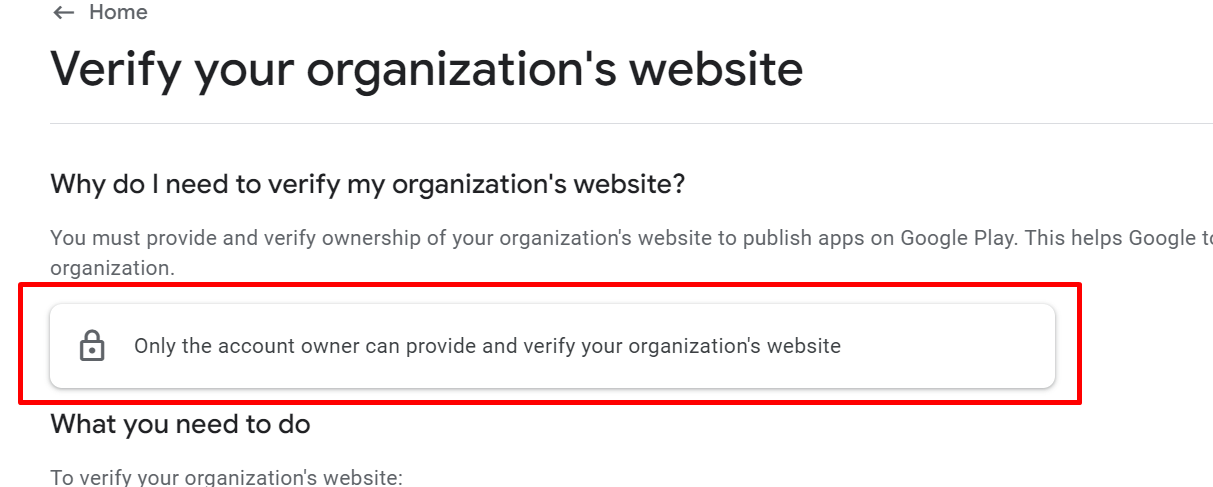 ← Home
Verify your organization's website
Why do I need to verify my organization's website?
You must provide and verify ownership of your organization's website to publish apps on Google Play. This helps Google
organization.
Only the account owner can provide and verify your organization's website
What you need to do
To verify your organization's website: